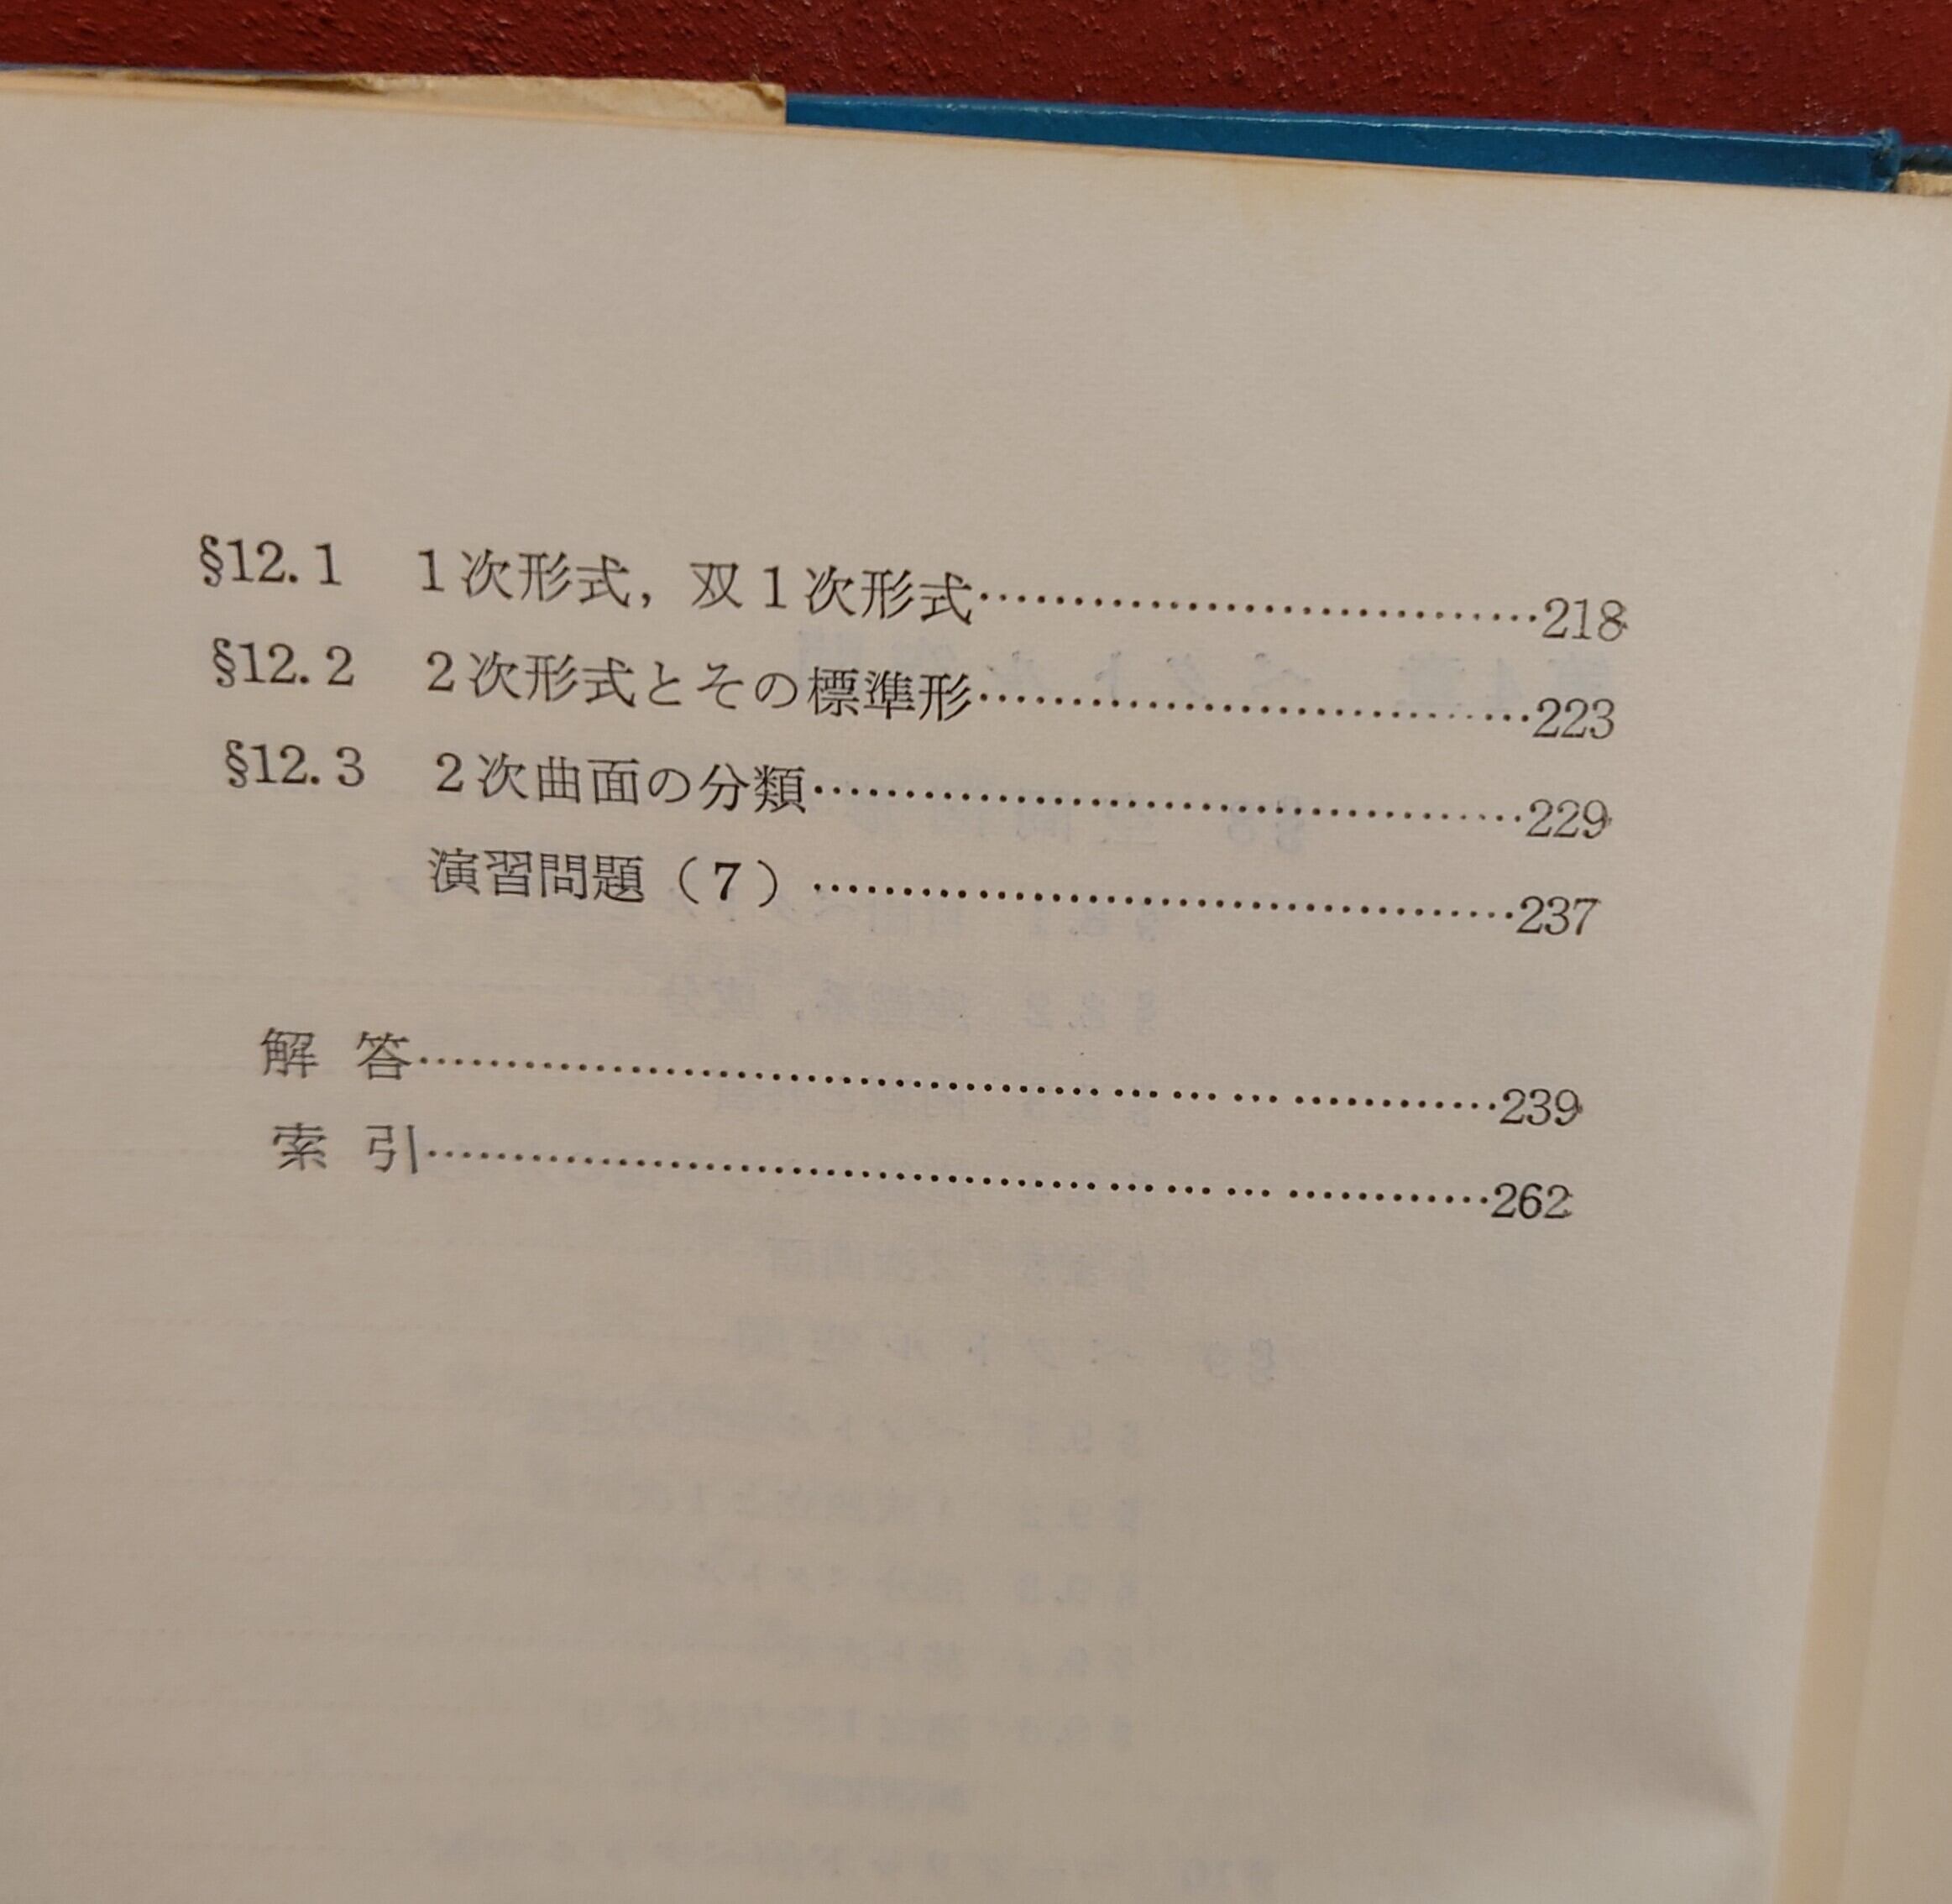 §12.1 1次形式，双1次形式……………………………218
§12.2 2次形式とその標準形……………………………223
§12.3 2次曲面の分類……………………………………229
演習問題（7）……………………………………237
解 答………………………………………………………239
索 引………………………………………………………262